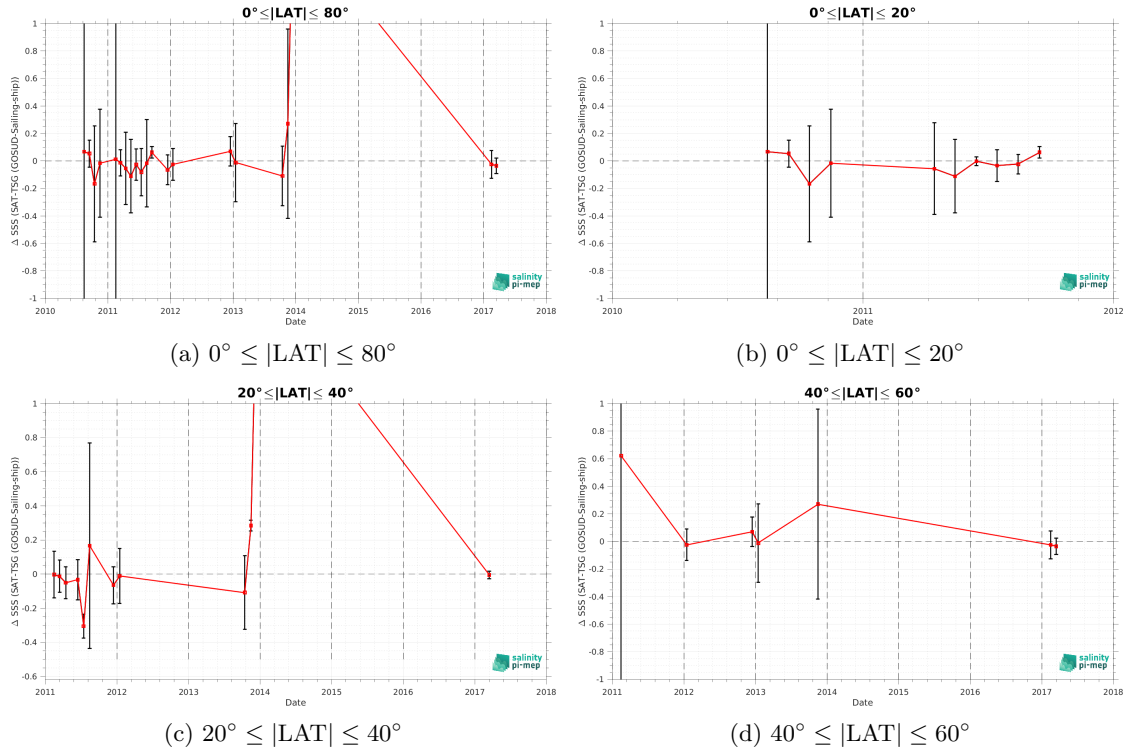 0°≤|LAT|≤ 80°
Δ SSS (SAT-TSG (GOSUD-Sailing-ship))
1
0.8
0.6
0.4
0.2
0
-0.2
-0.4
-0.6
-0.8
-1
2010 2011 2012 2013 2014 2015 2016 2017 2018
Date
salinity
pi-mep
(a) 0° ≤ |LAT| ≤ 80°
0°≤|LAT|≤ 20°
Δ SSS (SAT-TSG (GOSUD-Sailing-ship))
1
0.8
0.6
0.4
0.2
0
-0.2
-0.4
-0.6
-0.8
-1
2010 2011 2012
Date
salinity
pi-mep
(b) 0° ≤ |LAT| ≤ 20°
20°≤|LAT|≤ 40°
Δ SSS (SAT-TSG (GOSUD-Sailing-ship))
1
0.8
0.6
0.4
0.2
0
-0.2
-0.4
-0.6
2011 2012 2013 2014 2015 2016 2017 2018
Date
salinity
pi-mep
(c) 20° ≤ |LAT| ≤ 40°
40°≤|LAT|≤ 60°
Δ SSS (SAT-TSG (GOSUD-Sailing-ship))
1
0.8
0.6
0.4
0.2
0
-0.2
-0.4
-0.6
-0.8
-1
2011 2012 2013 2014 2015 2016 2017 2018
Date
salinity
pi-mep
(d) 40° ≤ |LAT| ≤ 60°